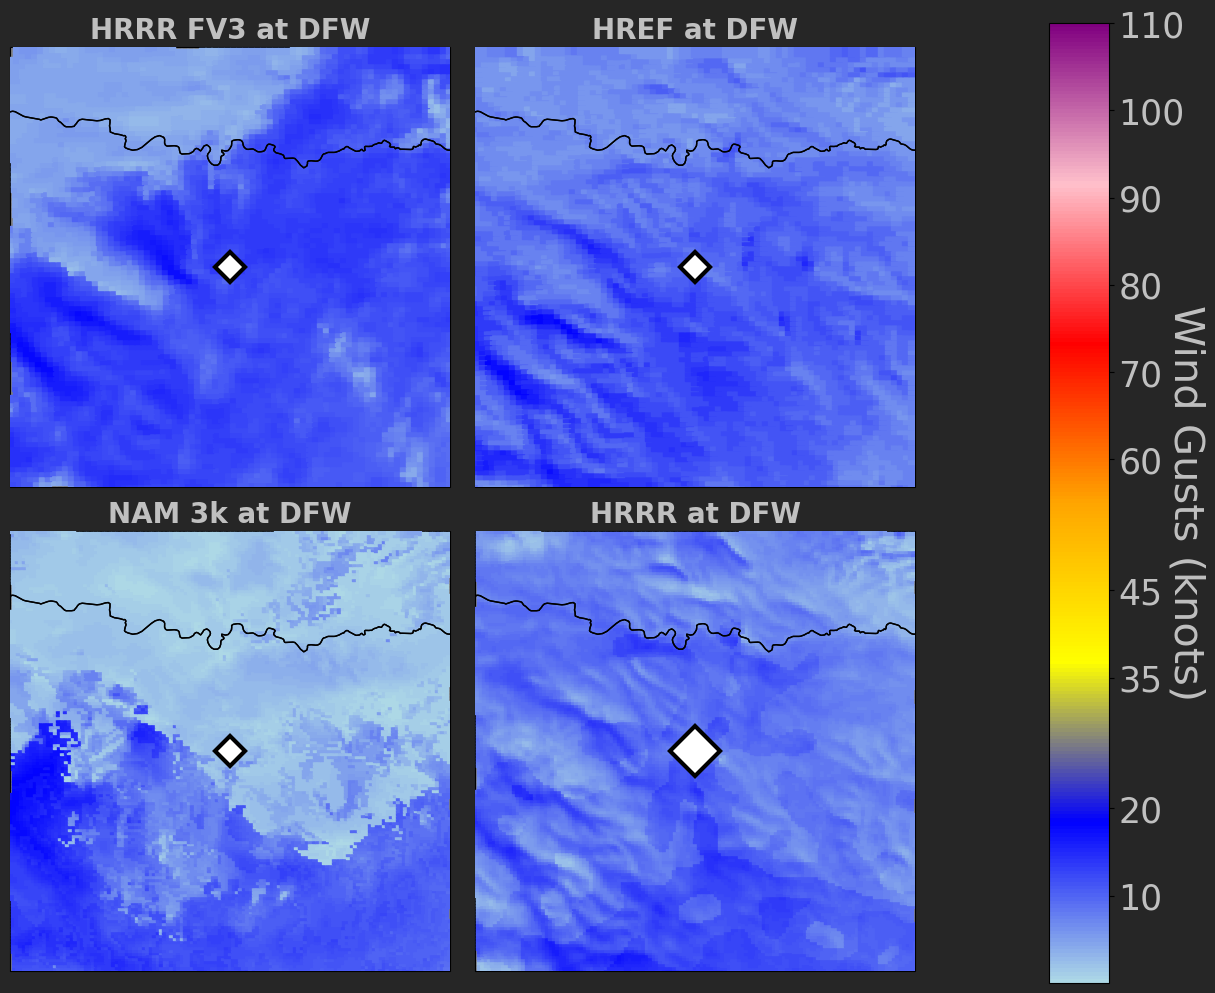 HRRR FV3 at DFW
HREF at DFW
NAM 3k at DFW
HRRR at DFW
110
100
90
80
70
60
45
35
20
10
Wind Gusts (knots)